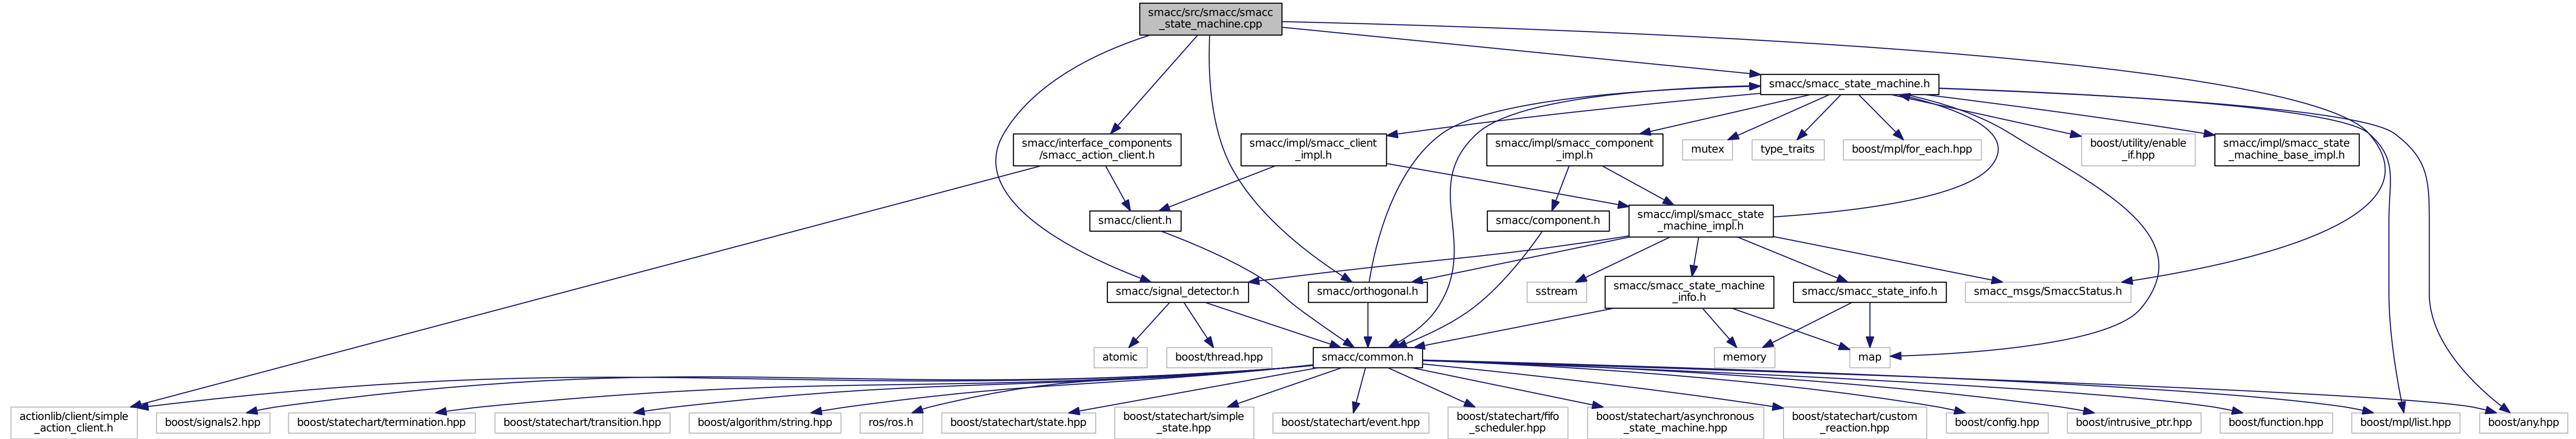 smacc/src/smacc/smacc
_state_machine.cpp
smacc/smacc_state_machine.h
smacc/interface_components
/smacc_action_client.h
smacc/impl/smacc_client
_impl.h
smacc/impl/smacc_component
_impl.h
mutex
type_traits
boost/mpl/for_each.hpp
boost/utility/enable
_if.hpp
smacc/impl/smacc_state
_machine_base_impl.h
smacc/client.h
smacc/component.h
smacc/impl/smacc_state
_machine_impl.h
smacc/signal_detector.h
smacc/orthogonal.h
sstream
smacc/smacc_state_machine
_info.h
smacc/smacc_state_info.h
smacc_msgs/SmaccStatus.h
atomic
boost/thread.hpp
smacc/common.h
memory
map
actionlib/client/simple
_action_client.h
boost/signals2.hpp
boost/statechart/termination.hpp
boost/statechart/transition.hpp
boost/algorithm/string.hpp
ros/ros.h
boost/statechart/state.hpp
boost/statechart/simple
_state.hpp
boost/statechart/event.hpp
boost/statechart/fifo
_scheduler.hpp
boost/statechart/asynchronous
_state_machine.hpp
boost/statechart/custom
_reaction.hpp
boost/config.hpp
boost/intrusive_ptr.hpp
boost/function.hpp
boost/mpl/list.hpp
boost/any.hpp